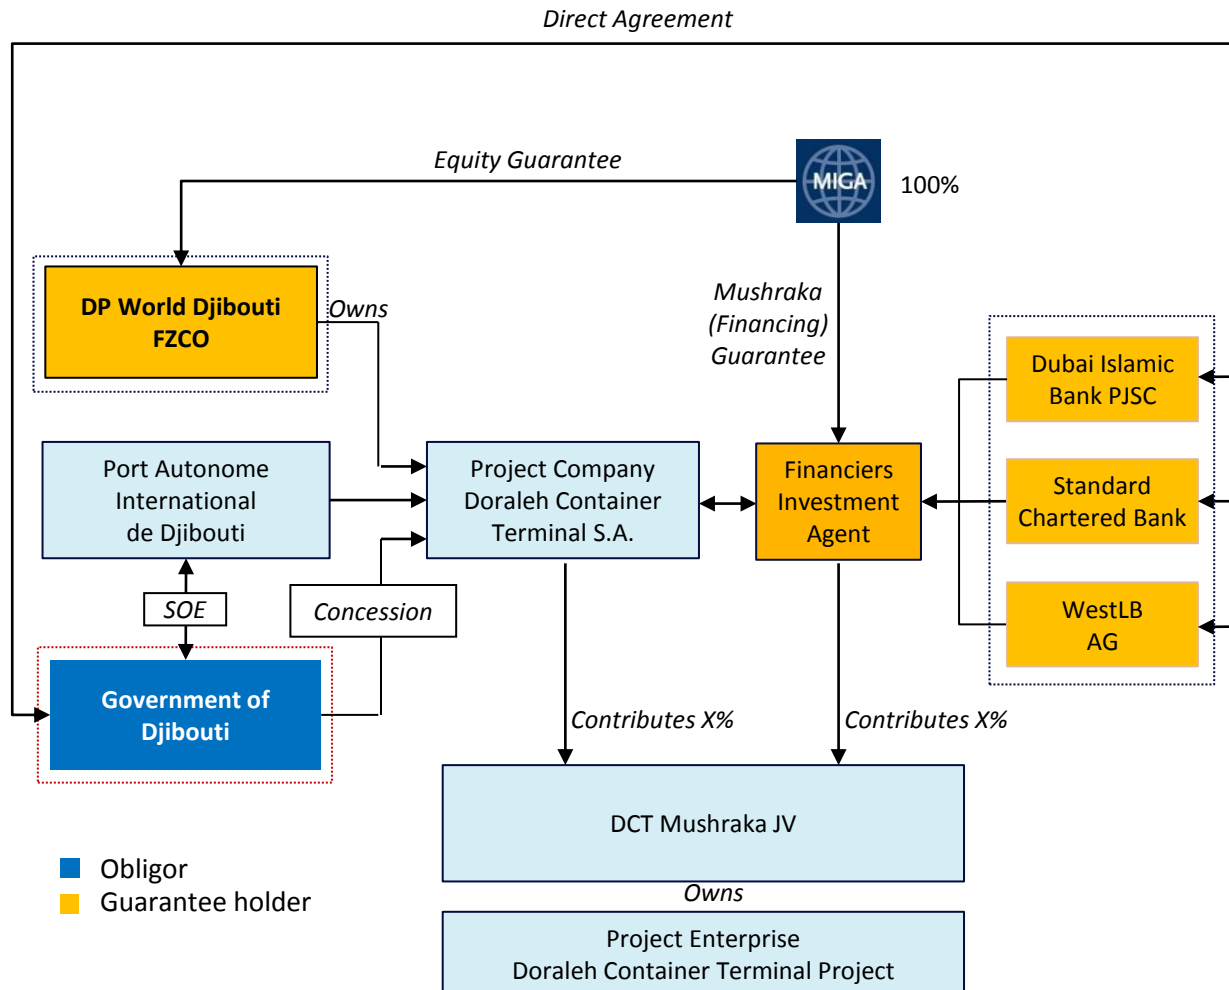 Direct Agreement
Equity Guarantee
MIGA
100%
DP World Djibouti
FZCO
Owns
Mushraka
(Financing)
Guarantee
Dubai Islamic
Bank PJSC
Port Autonome
International
de Djibouti
Project Company
Doraleh Container
Terminal S.A.
Financiers
Investment
Agent
Standard
Chartered Bank
SOE
Concession
WestLB
AG
Government of
Djibouti
Contributes X%
Contributes X%
DCT Mushraka JV
Obligor
Guarantee holder
Owns
Project Enterprise
Doraleh Container Terminal Project